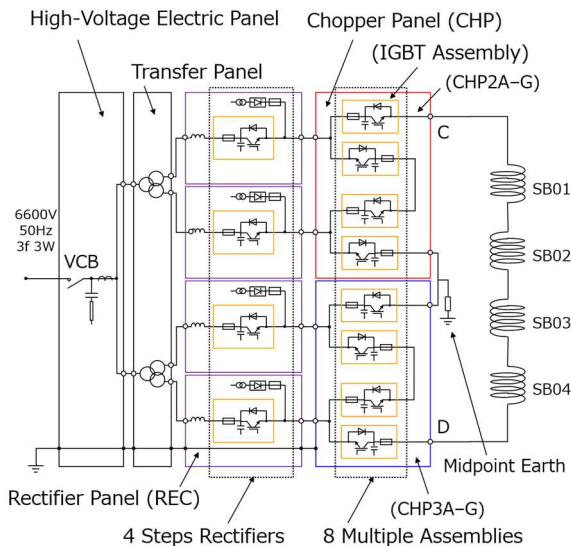 High-Voltage Electric Panel
Chopper Panel (CHP)
(IGBT Assembly)
Transfer Panel
(CHP2A–G)
C
6600V
50Hz
3f 3W
VCB
SB01
SB02
SB03
SB04
D
Midpoint Earth
Rectifier Panel (REC)
(CHP3A–G)
4 Steps Rectifiers
8 Multiple Assemblies